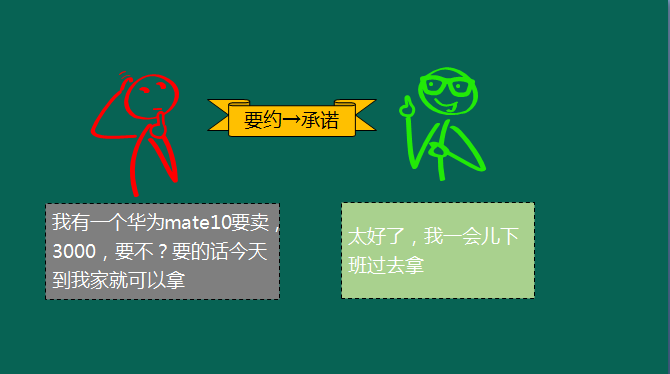 要约→承诺
我有一个华为mate10要卖，
3000，要不？要的话今天
到我家就可以拿
太好了，我一会儿下
班过去拿